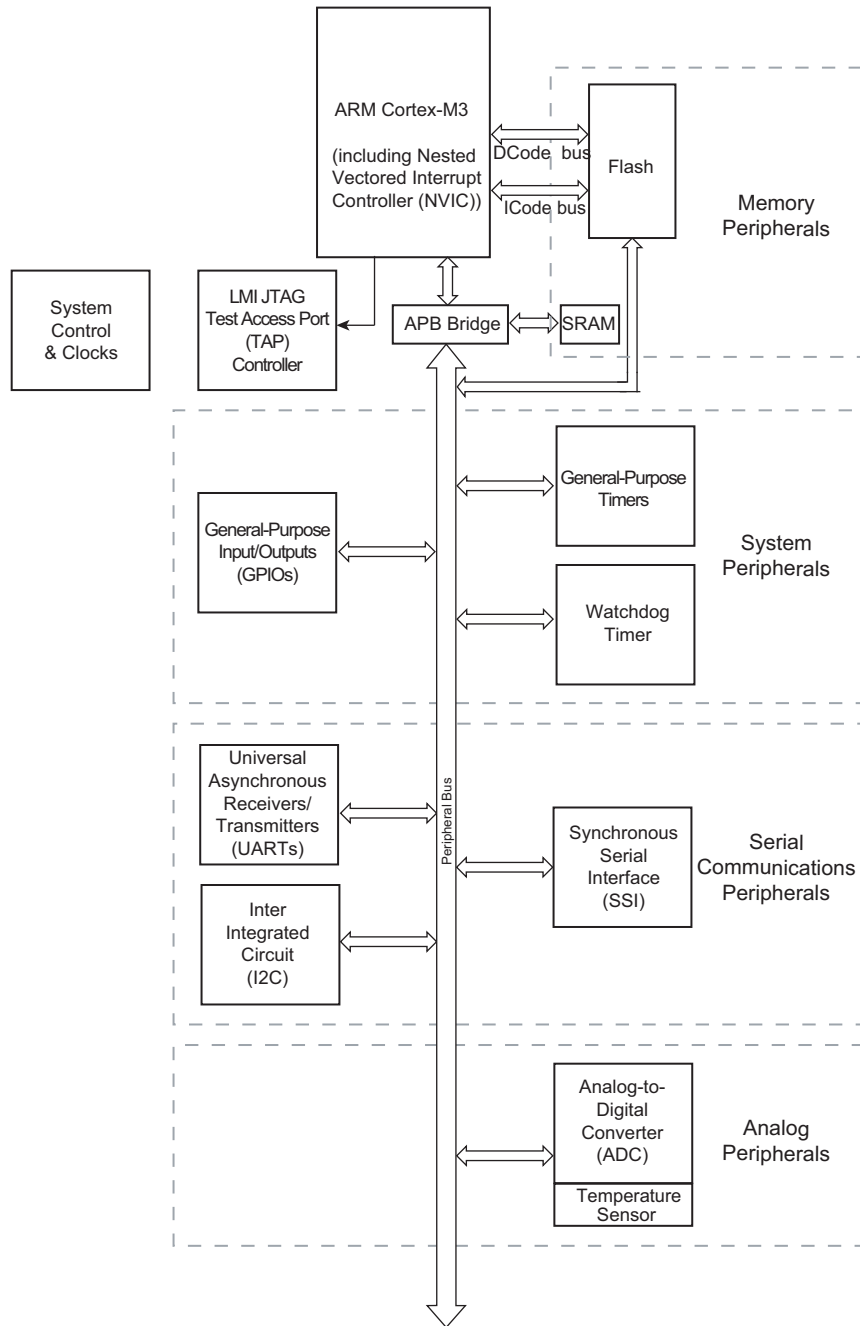 ARM Cortex-M3
(including Nested
Vectored Interrupt
Controller (NVIC))
DCode bus
ICode bus
Flash
Memory
Peripherals
System
Control
& Clocks
LMI JTAG
Test Access Port
(TAP)
Controller
APB Bridge
SRAM
General-Purpose
Timers
General-Purpose
Input/Outputs
(GPIOs)
System
Peripherals
Watchdog
Timer
Universal
Asynchronous
Receivers/
Transmitters
(UARTs)
Peripheral Bus
Synchronous
Serial
Interface
(SSI)
Serial
Communications
Peripherals
Inter
Integrated
Circuit
(I2C)
Analog-to-
Digital
Converter
(ADC)
Analog
Peripherals
Temperature
Sensor